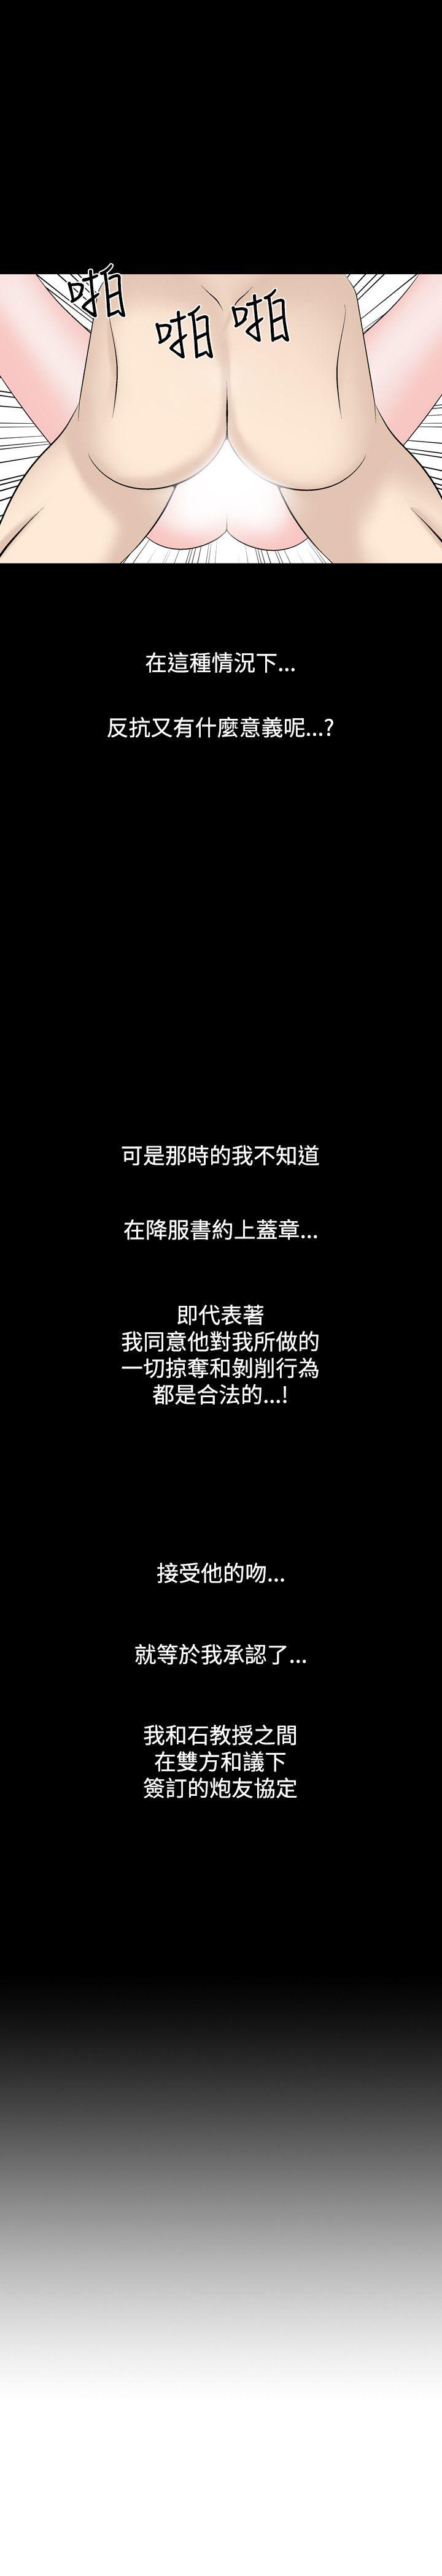 啪
啪
啪
在這種情況下...
反抗又有什麼意義呢...?
可是那時的我不知道
在降服書約上蓋章...
即代表著
我同意他對我所做的
一切掠奪和剝削行為
都是合法的...!
接受他的吻...
就等於我承認了...
我和石教授之間
在雙方和議下
簽訂的炮友協定